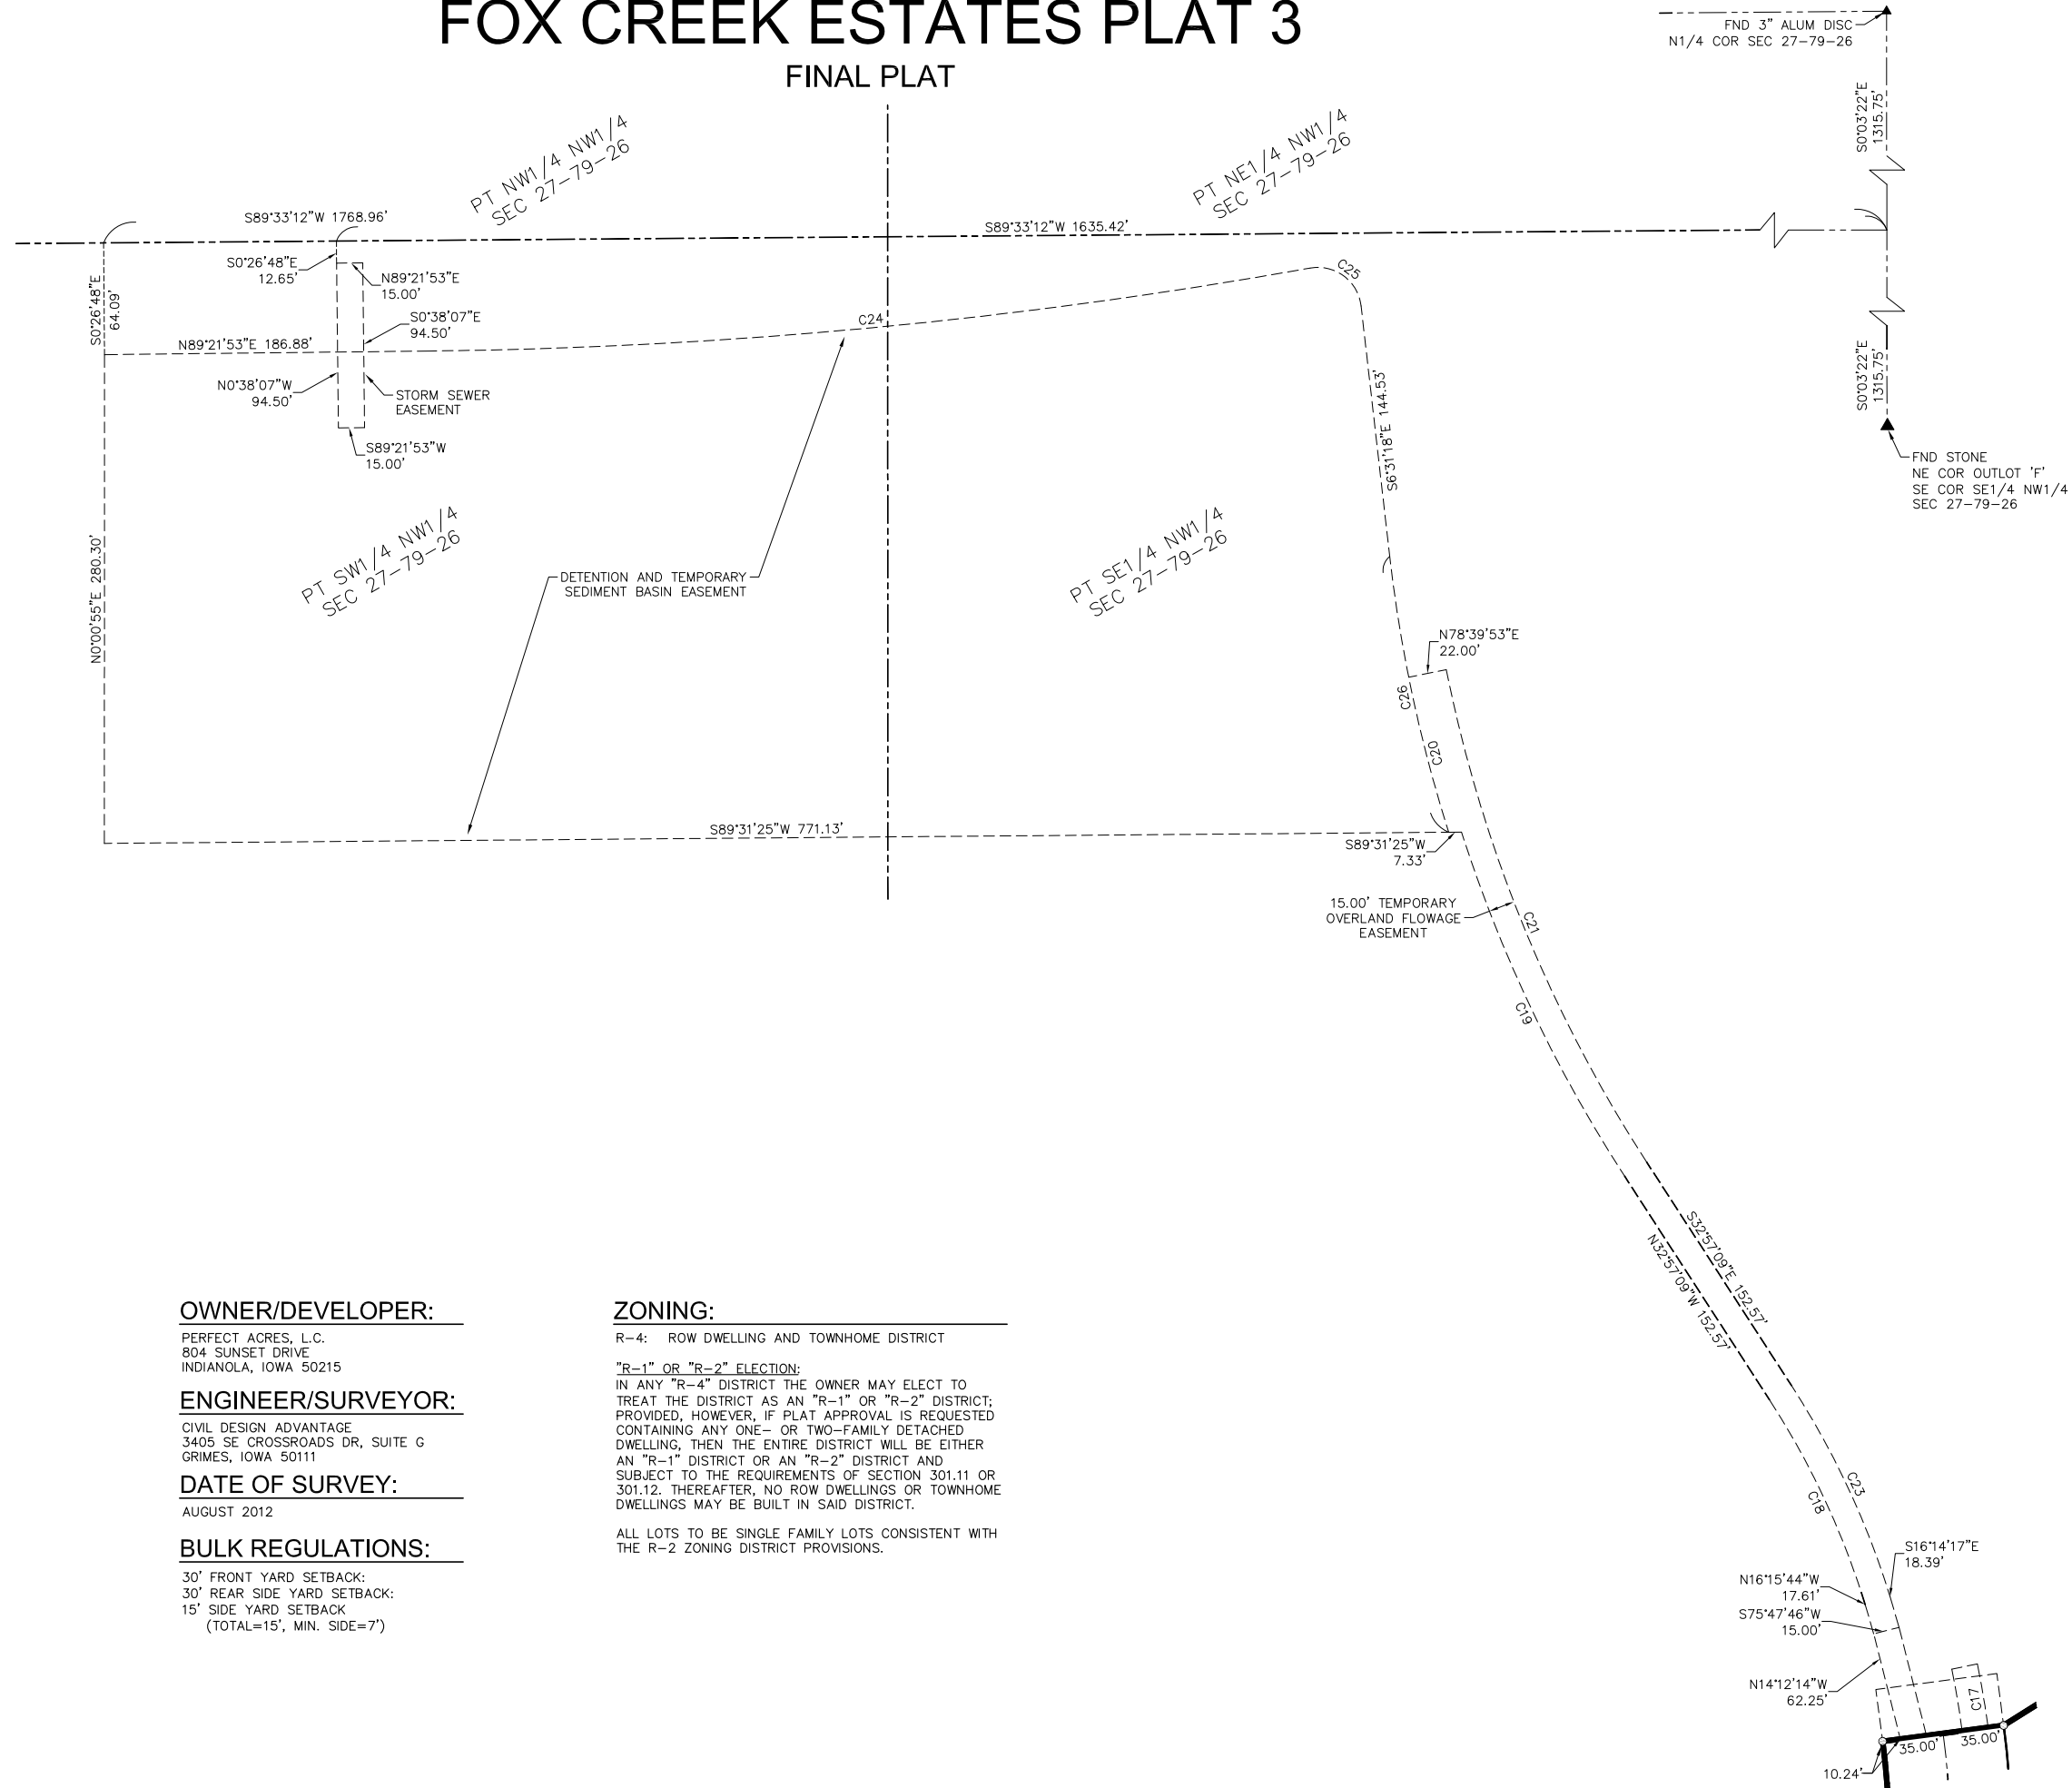 FOX CREEK ESTATES PLAT 3
FINAL PLAT
FND 3" ALUM DISC
N1/4 COR SEC 27-79-26
S0°03'22"E
1315.75'
PT NW1/4 NW1/4
SEC 27-79-26
PT NE1/4 NW1/4
SEC 27-79-26
S89°33'12"W 1768.96'
S89°33'12"W 1635.42'
S0°26'48"E
12.65'
N89°21'53"E
15.00'
S0°26'48"E
64.09'
S0°38'07"E
94.50'
C24
C25
N89°21'53"E 186.88'
N0°38'07"W
94.50'
STORM SEWER
EASEMENT
S89°21'53"W
15.00'
S6°31'18"E 144.53'
S0°03'22"E
1315.75'
FND STONE
NE COR OUTLOT 'F'
SE COR SE1/4 NW1/4
SEC 27-79-26
N0°00'55"E 280.30'
PT SW1/4 NW1/4
SEC 27-79-26
DETENTION AND TEMPORARY
SEDIMENT BASIN EASEMENT
PT SE1/4 NW1/4
SEC 27-79-26
N78°39'53"E
22.00'
C26
C20
S89°31'25"W 771.13'
S89°31'25"W
7.33'
15.00' TEMPORARY
OVERLAND FLOWAGE
EASEMENT
C21
C19
S32°57'09"E 152.57'
N32°57'09"W 152.57'
OWNER/DEVELOPER:
PERFECT ACRES, L.C.
804 SUNSET DRIVE
INDIANOLA, IOWA 50215
ENGINEER/SURVEYOR:
CIVIL DESIGN ADVANTAGE
3405 SE CROSSROADS DR, SUITE G
GRIMES, IOWA 50111
DATE OF SURVEY:
AUGUST 2012
BULK REGULATIONS:
30' FRONT YARD SETBACK:
30' REAR SIDE YARD SETBACK:
15' SIDE YARD SETBACK
(TOTAL=15', MIN. SIDE=7')
ZONING:
R-4: ROW DWELLING AND TOWNHOME DISTRICT
"R-1" OR "R-2" ELECTION:
IN ANY "R-4" DISTRICT THE OWNER MAY ELECT TO
TREAT THE DISTRICT AS AN "R-1" OR "R-2" DISTRICT;
PROVIDED, HOWEVER, IF PLAT APPROVAL IS REQUESTED
CONTAINING ANY ONE- OR TWO-FAMILY DETACHED
DWELLING, THEN THE ENTIRE DISTRICT WILL BE EITHER
AN "R-1" DISTRICT OR AN "R-2" DISTRICT AND
SUBJECT TO THE REQUIREMENTS OF SECTION 301.11 OR
301.12. THEREAFTER, NO ROW DWELLINGS OR TOWNHOME
DWELLINGS MAY BE BUILT IN SAID DISTRICT.
ALL LOTS TO BE SINGLE FAMILY LOTS CONSISTENT WITH
THE R-2 ZONING DISTRICT PROVISIONS.
C23
C18
S16°14'17"E
18.39'
N16°15'44"W
17.61'
S75°47'46"W
15.00'
N14°12'14"W
62.25'
C17
35.00'
35.00'
10.24'